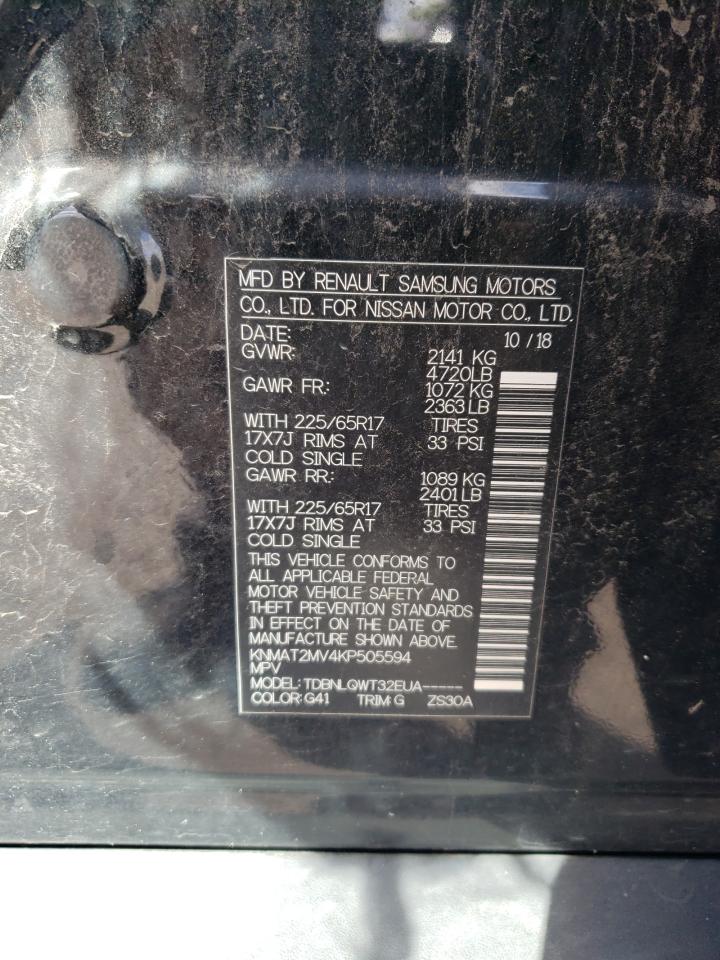 MFD BY RENAULT SAMSUNG MOTORS
CO., LTD. FOR NISSAN MOTOR CO., LTD.
DATE: 10 / 18
GVWR: 2141 KG
4720LB
GAWR FR: 1072 KG
2363 LB
WITH 225/65R17 TIRES
17X7J RIMS AT 33 PSI
COLD SINGLE
GAWR RR: 1089 KG
2401 LB
WITH 225/65R17 TIRES
17X7J RIMS AT 33 PSI
COLD SINGLE
THIS VEHICLE CONFORMS TO
ALL APPLICABLE FEDERAL
MOTOR VEHICLE SAFETY AND
THEFT PREVENTION STANDARDS
IN EFFECT ON THE DATE OF
MANUFACTURE SHOWN ABOVE.
KNMAT2MV4KP505594
MPV
MODEL: TDBNLQWT32EUA-----
COLOR: G41 TRIM: G ZS30A